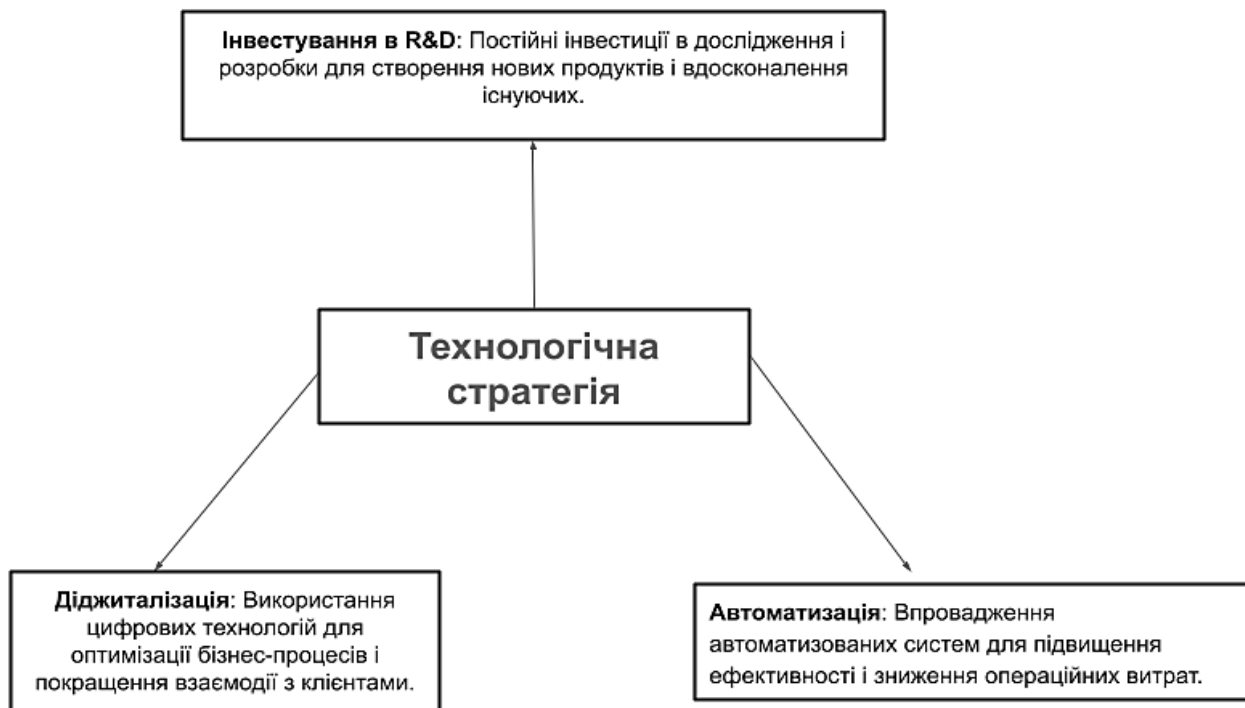 Інвестування в R&D: Постійні інвестиції в дослідження і
розробки для створення нових продуктів і вдосконалення
існуючих.
Технологічна
стратегія
Діджиталізація: Використання
цифрових технологій для
оптимізації бізнес-процесів і
покращення взаємодії з клієнтами.
Автоматизація: Впровадження
автоматизованих систем для підвищення
ефективності і зниження операційних витрат.